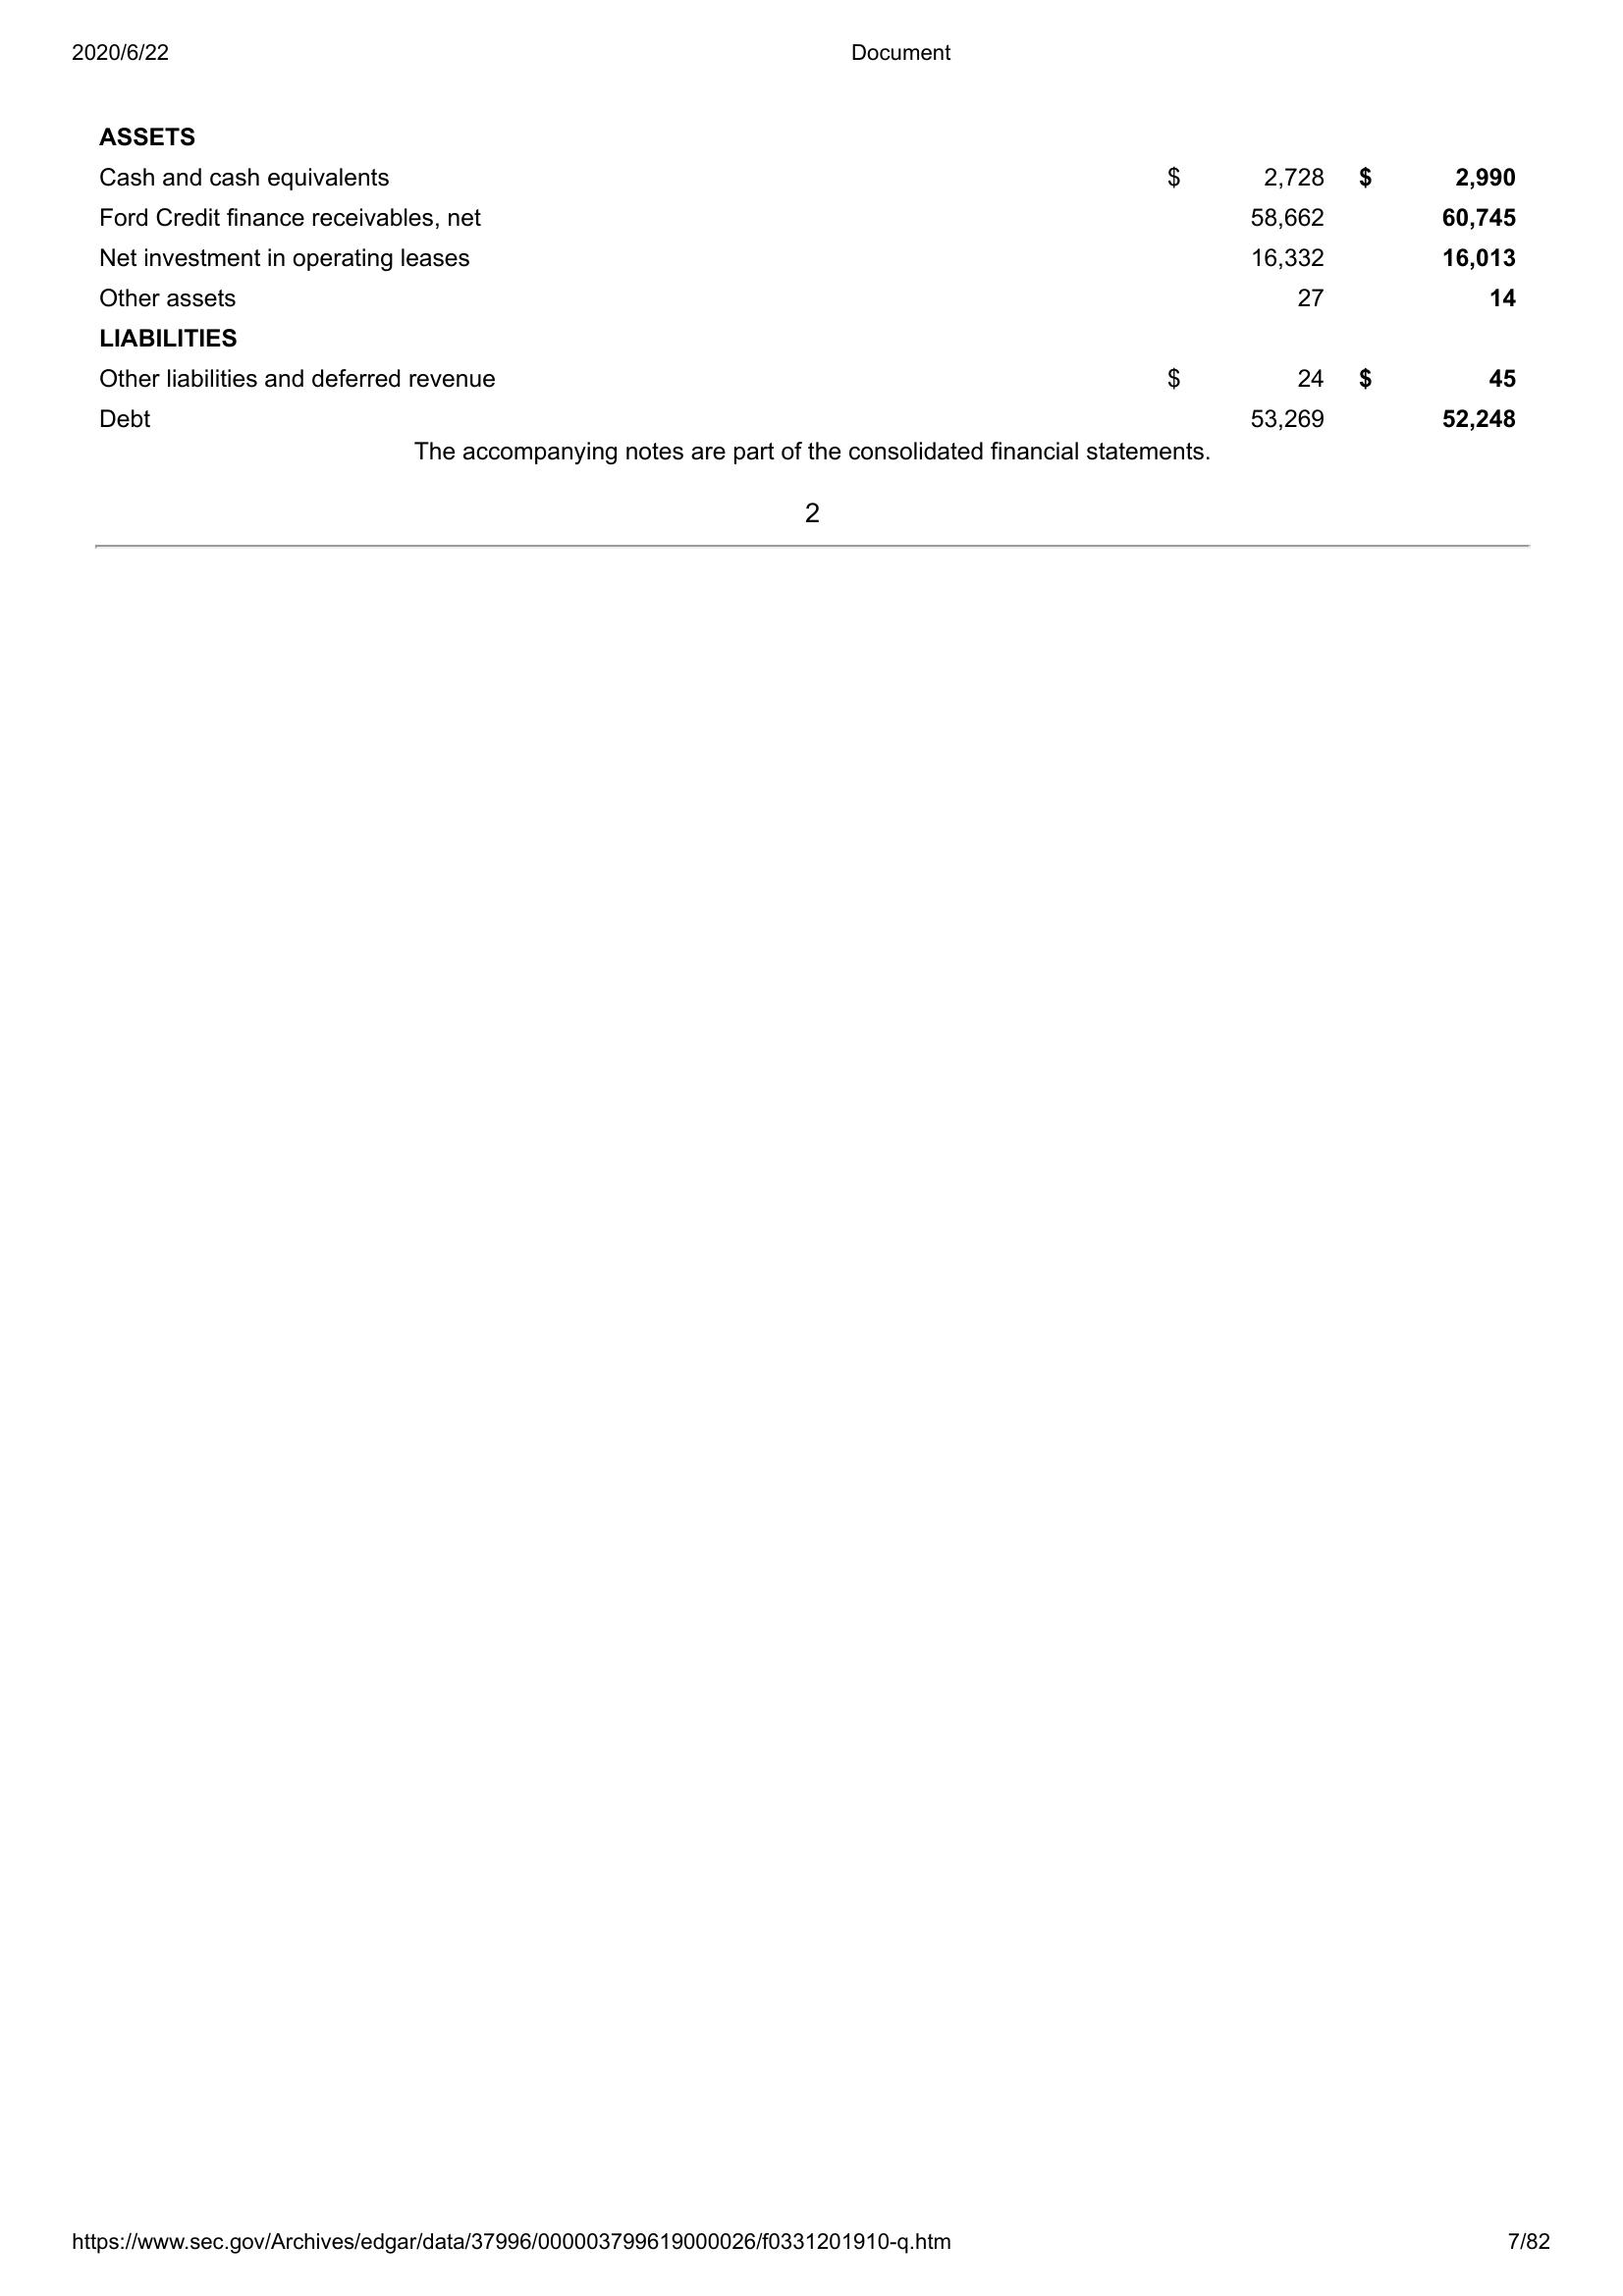 2020/6/22 Document
ASSETS
Cash and cash equivalents $ 2,728 $ 2,990
Ford Credit finance receivables, net 58,662 60,745
Net investment in operating leases 16,332 16,013
Other assets 27 14
LIABILITIES
Other liabilities and deferred revenue $ 24 $ 45
Debt 53,269 52,248
The accompanying notes are part of the consolidated financial statements.
2
https://www.sec.gov/Archives/edgar/data/37996/000003799619000026/f0331201910-q.htm 7/82